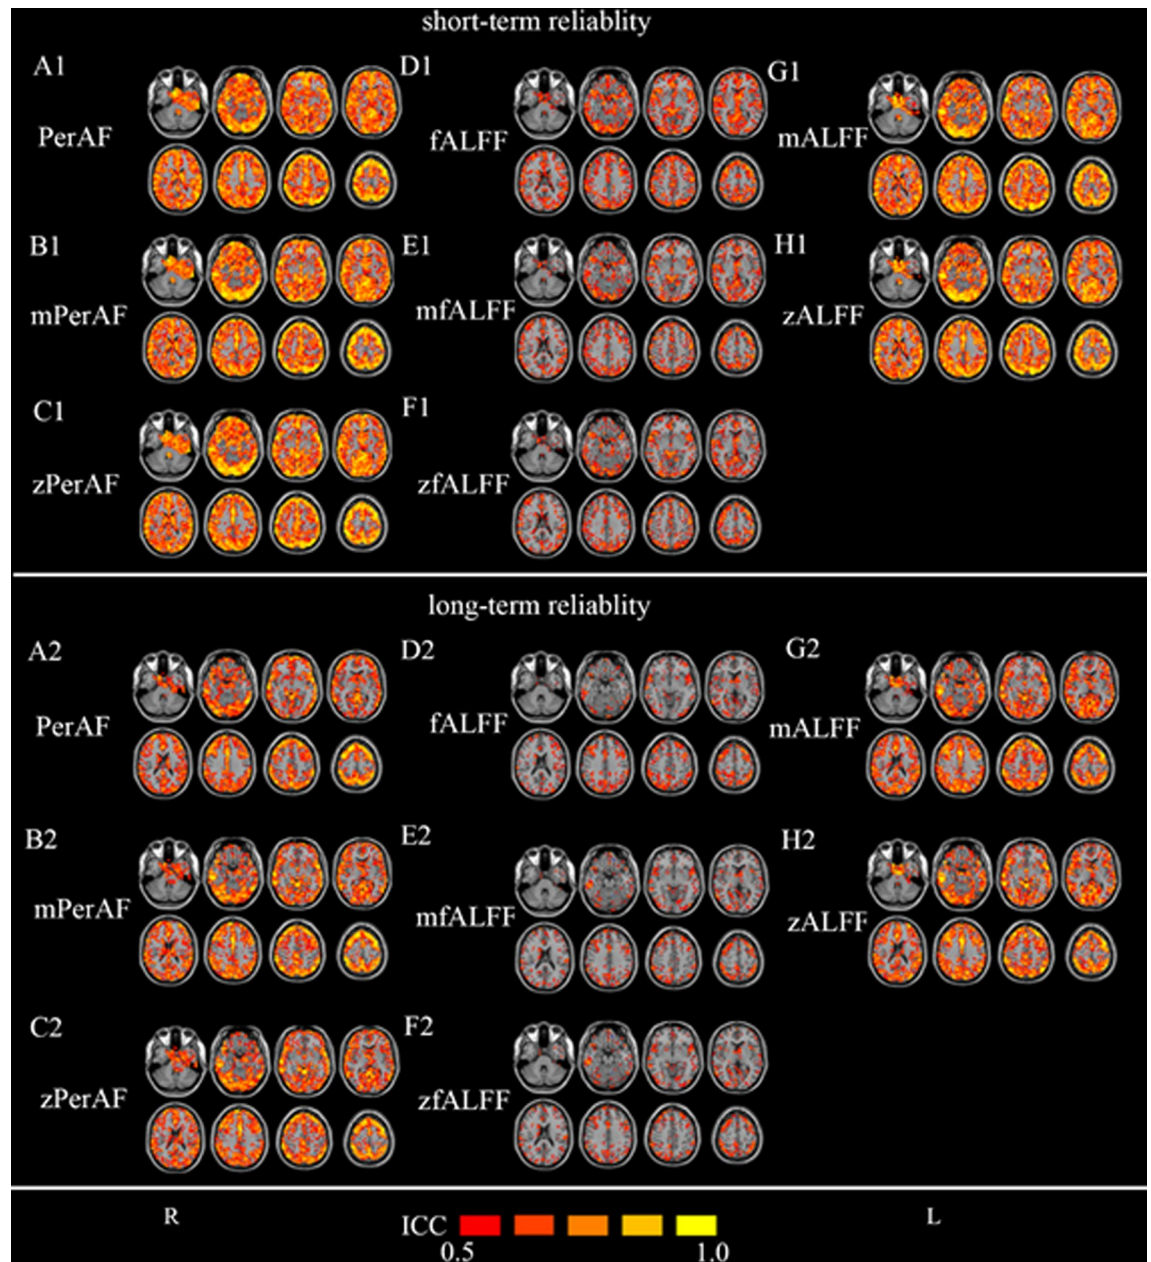 short-term reliablity
A1
D1
G1
PerAF
fALFF
mALFF
B1
E1
H1
mPerAF
mfALFF
zALFF
C1
F1
zPerAF
zfALFF
long-term reliablity
A2
D2
G2
PerAF
fALFF
mALFF
B2
E2
H2
mPerAF
mfALFF
zALFF
C2
F2
zPerAF
zfALFF
R
ICC
L
0.5
1.0